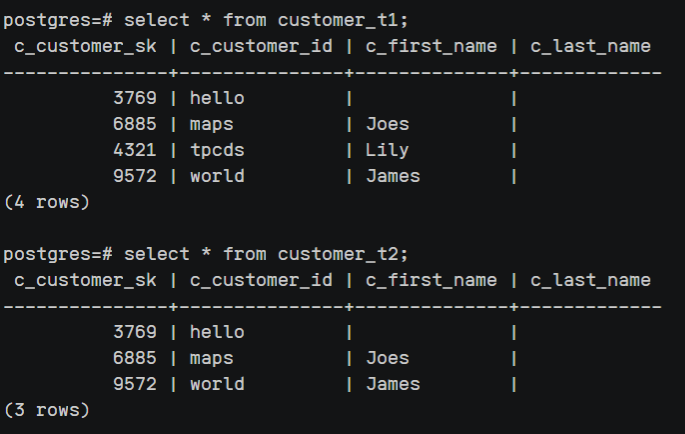 postgres=# select * from customer_t1;
 c_customer_sk | c_customer_id | c_first_name | c_last_name
---------------+---------------+--------------+-------------
          3769 | hello         |              |
          6885 | maps          | Joes         |
          4321 | tpcds         | Lily         |
          9572 | world         | James        |
(4 rows)

postgres=# select * from customer_t2;
 c_customer_sk | c_customer_id | c_first_name | c_last_name
---------------+---------------+--------------+-------------
          3769 | hello         |              |
          6885 | maps          | Joes         |
          9572 | world         | James        |
(3 rows)